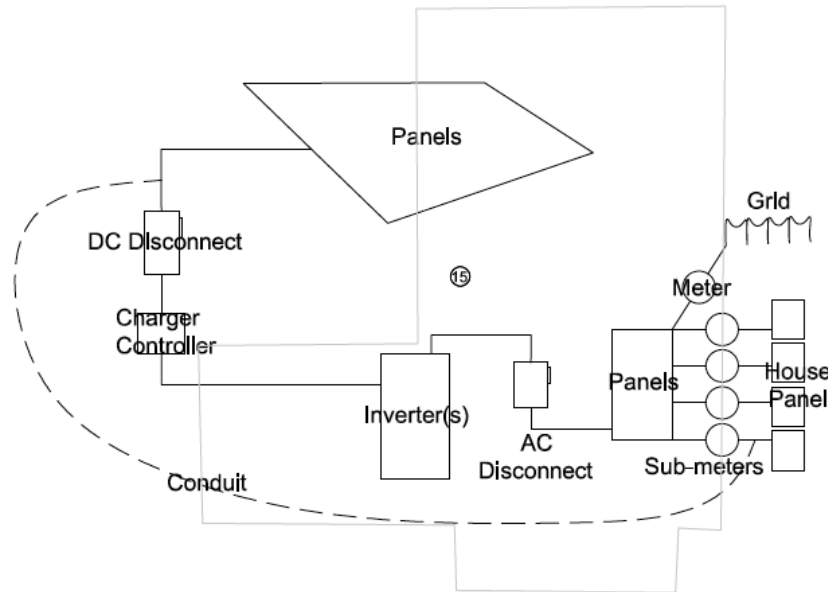 Panels
Grid
DC Disconnect
15
Meter
Charger
Controller
House
Panel
Panels
Inverter(s)
AC
Disconnect
Sub-meters
Conduit